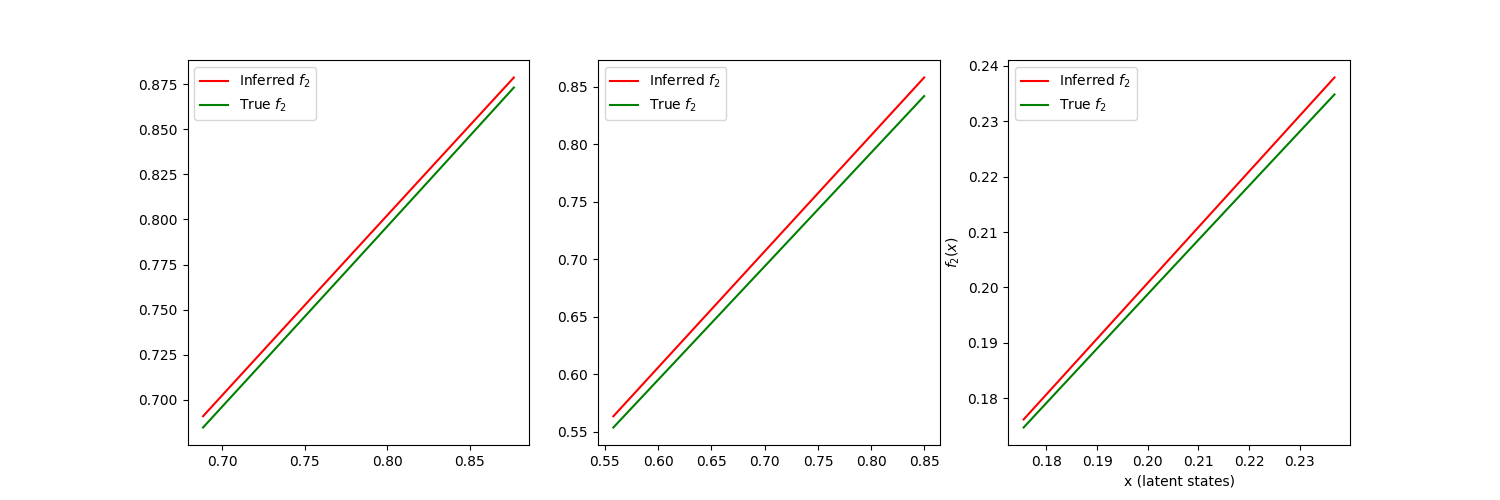 Inferred f₂
True f₂
0.875
0.850
0.825
0.800
0.775
0.750
0.725
0.700
0.70 0.75 0.80 0.85
Inferred f₂
True f₂
0.85
0.80
0.75
0.70
0.65
0.60
0.55
0.55 0.60 0.65 0.70 0.75 0.80 0.85
f₂(x)
Inferred f₂
True f₂
0.24
0.23
0.22
0.21
0.20
0.19
0.18
0.18 0.19 0.20 0.21 0.22 0.23
x (latent states)